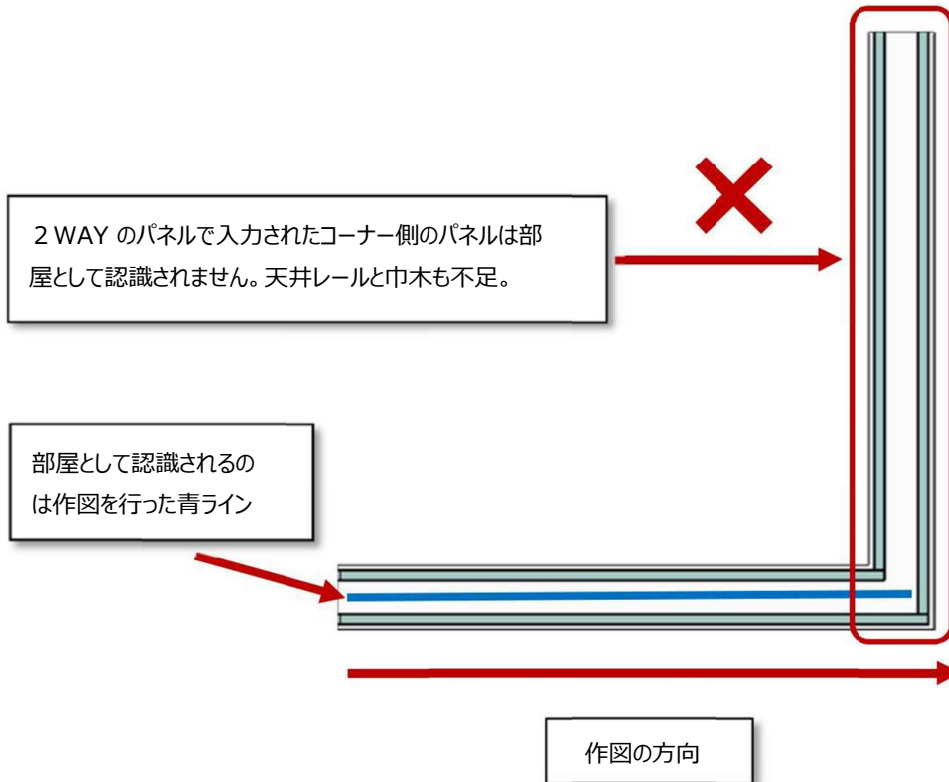 ２WAY のパネルで入力されたコーナー側のパネルは部
屋として認識されません。天井レールと巾木も不足。
部屋として認識されるの
は作図を行った青ライン
作図の方向